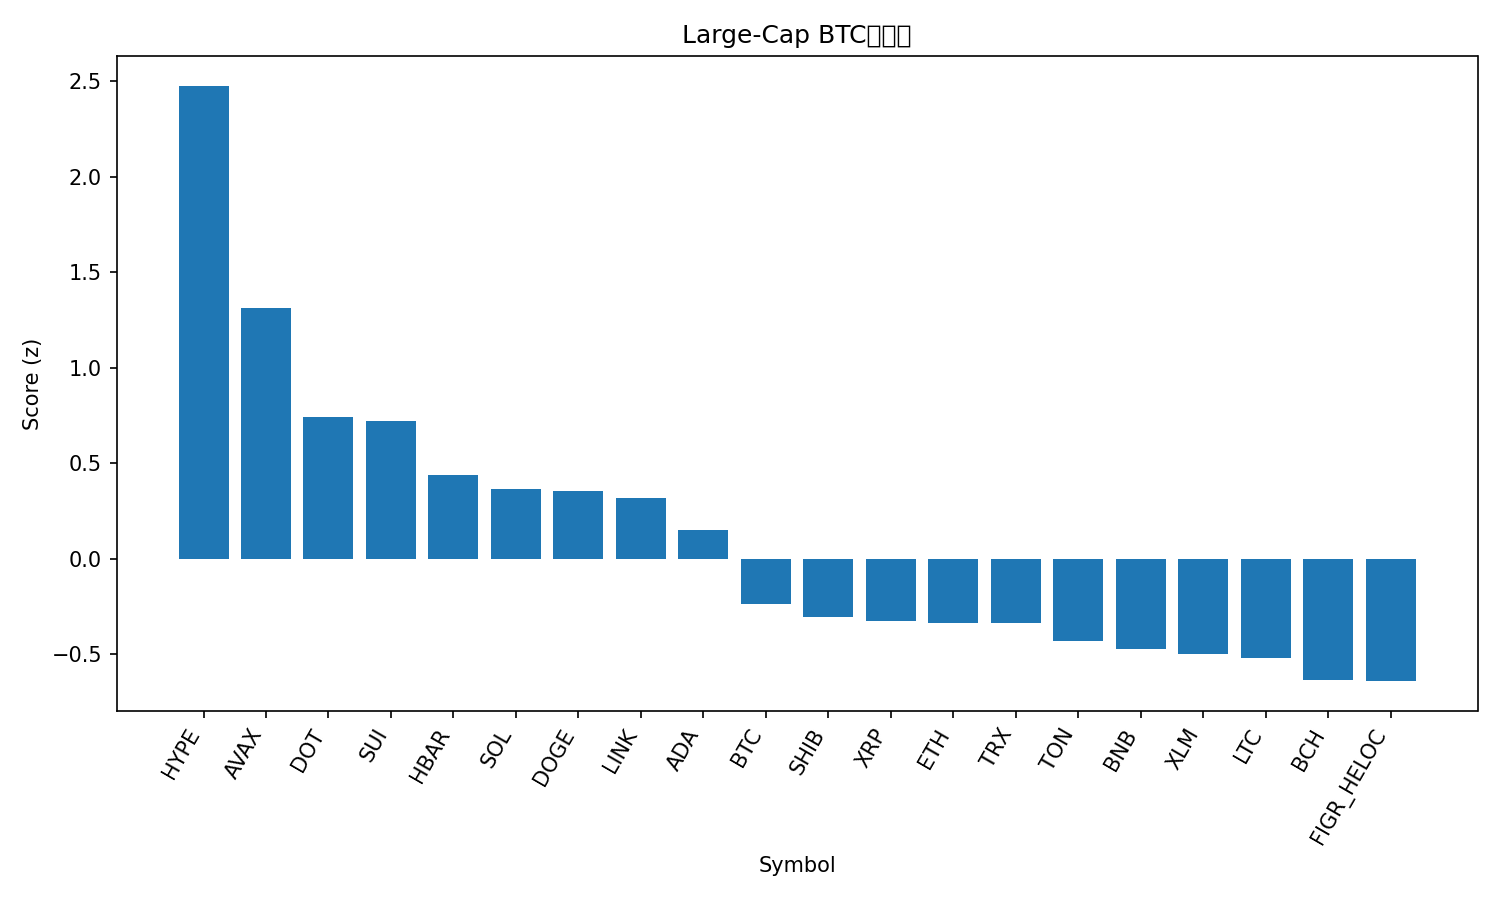 Large-Cap BTC
2.5
2.0
1.5
1.0
0.5
0.0
−0.5
Score (z)
HYPE
AVAX
DOT
SUI
HBAR
SOL
DOGE
LINK
ADA
BTC
SHIB
XRP
ETH
TRX
TON
BNB
XLM
LTC
BCH
FIGR_HELOC
Symbol